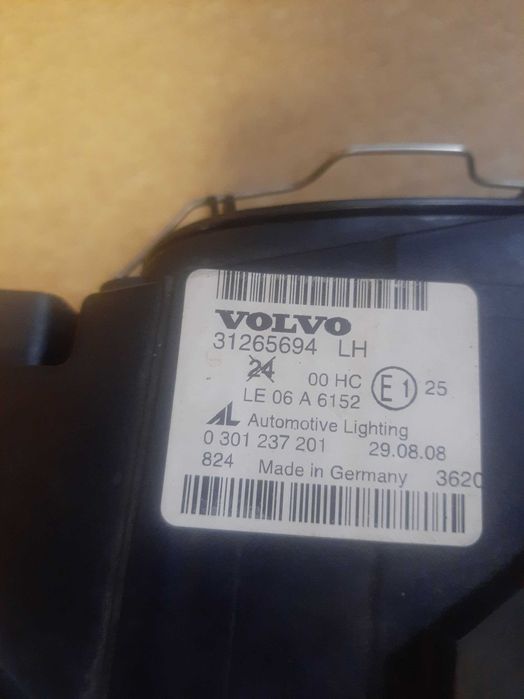 VOLVO
31265694 LH
24 00 HC E1 25
LE 06 A 6152
AL Automotive Lighting
0 301 237 201 29.08.08
824 Made in Germany 3620